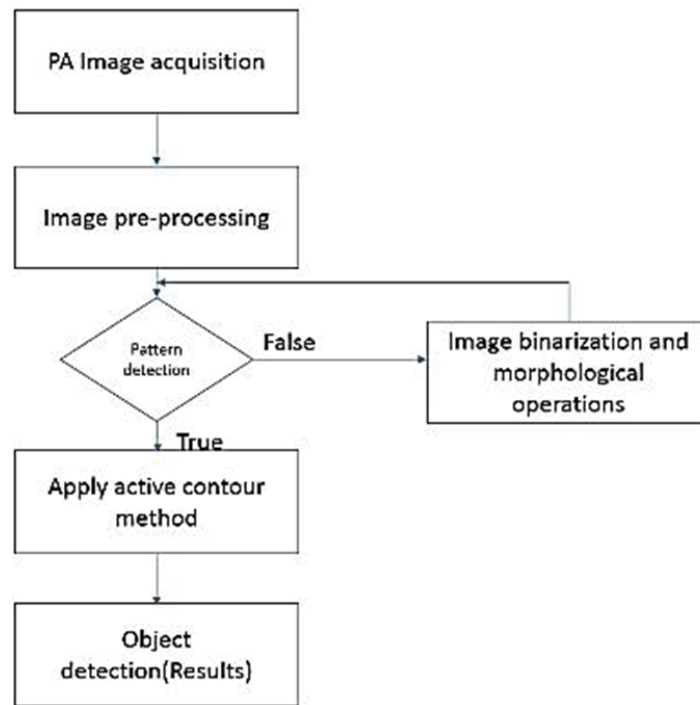 PA Image acquisition
Image pre-processing
Pattern
detection
False
Image binarization and
morphological
operations
True
Apply active contour
method
Object
detection(Results)